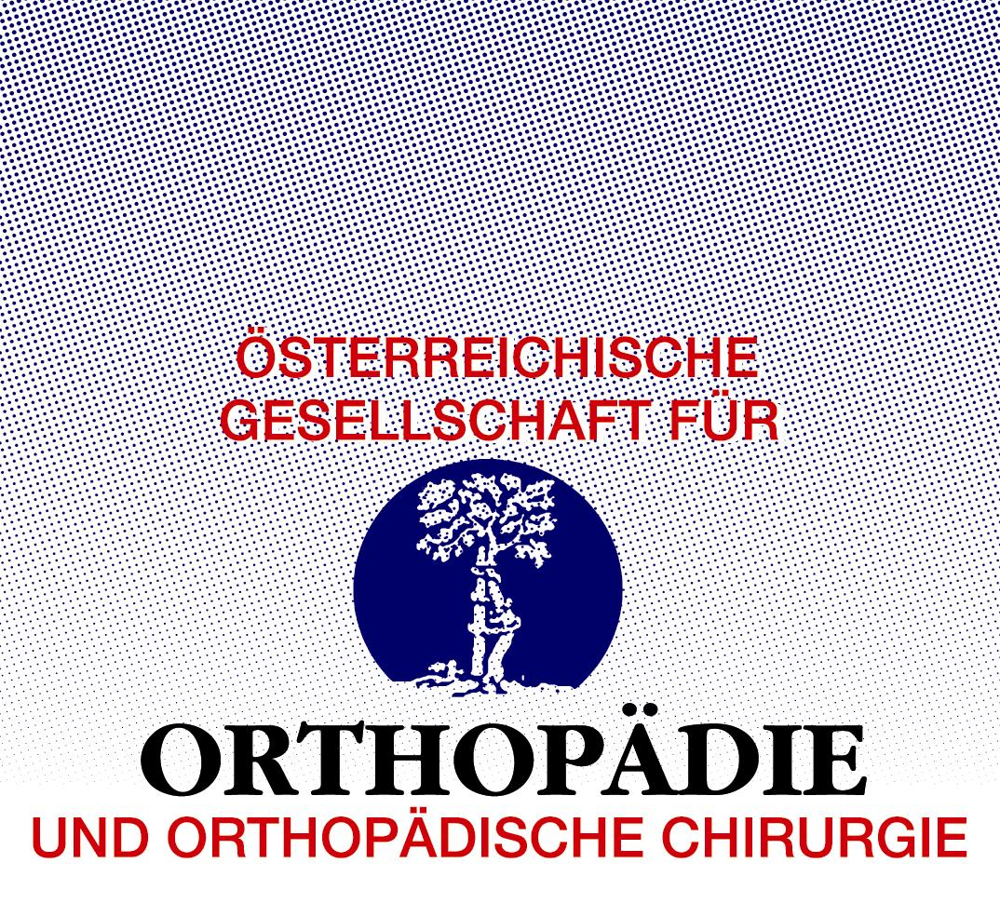 ÖSTERREICHISCHE
GESELLSCHAFT FÜR
ORTHOPÄDIE
UND ORTHOPÄDISCHE CHIRURGIE